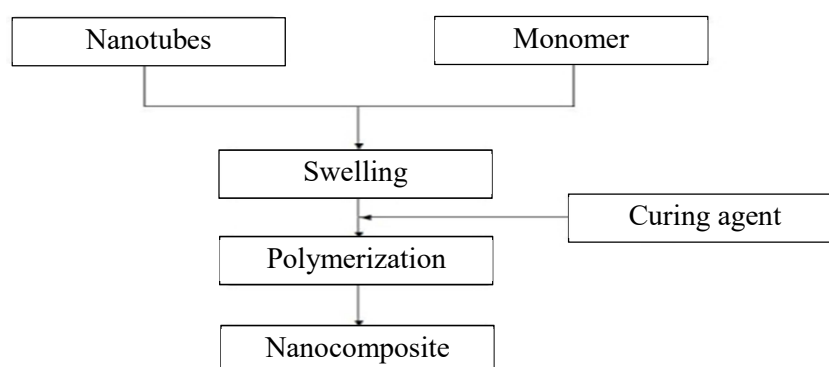 Nanotubes
Monomer
Swelling
Curing agent
Polymerization
Nanocomposite